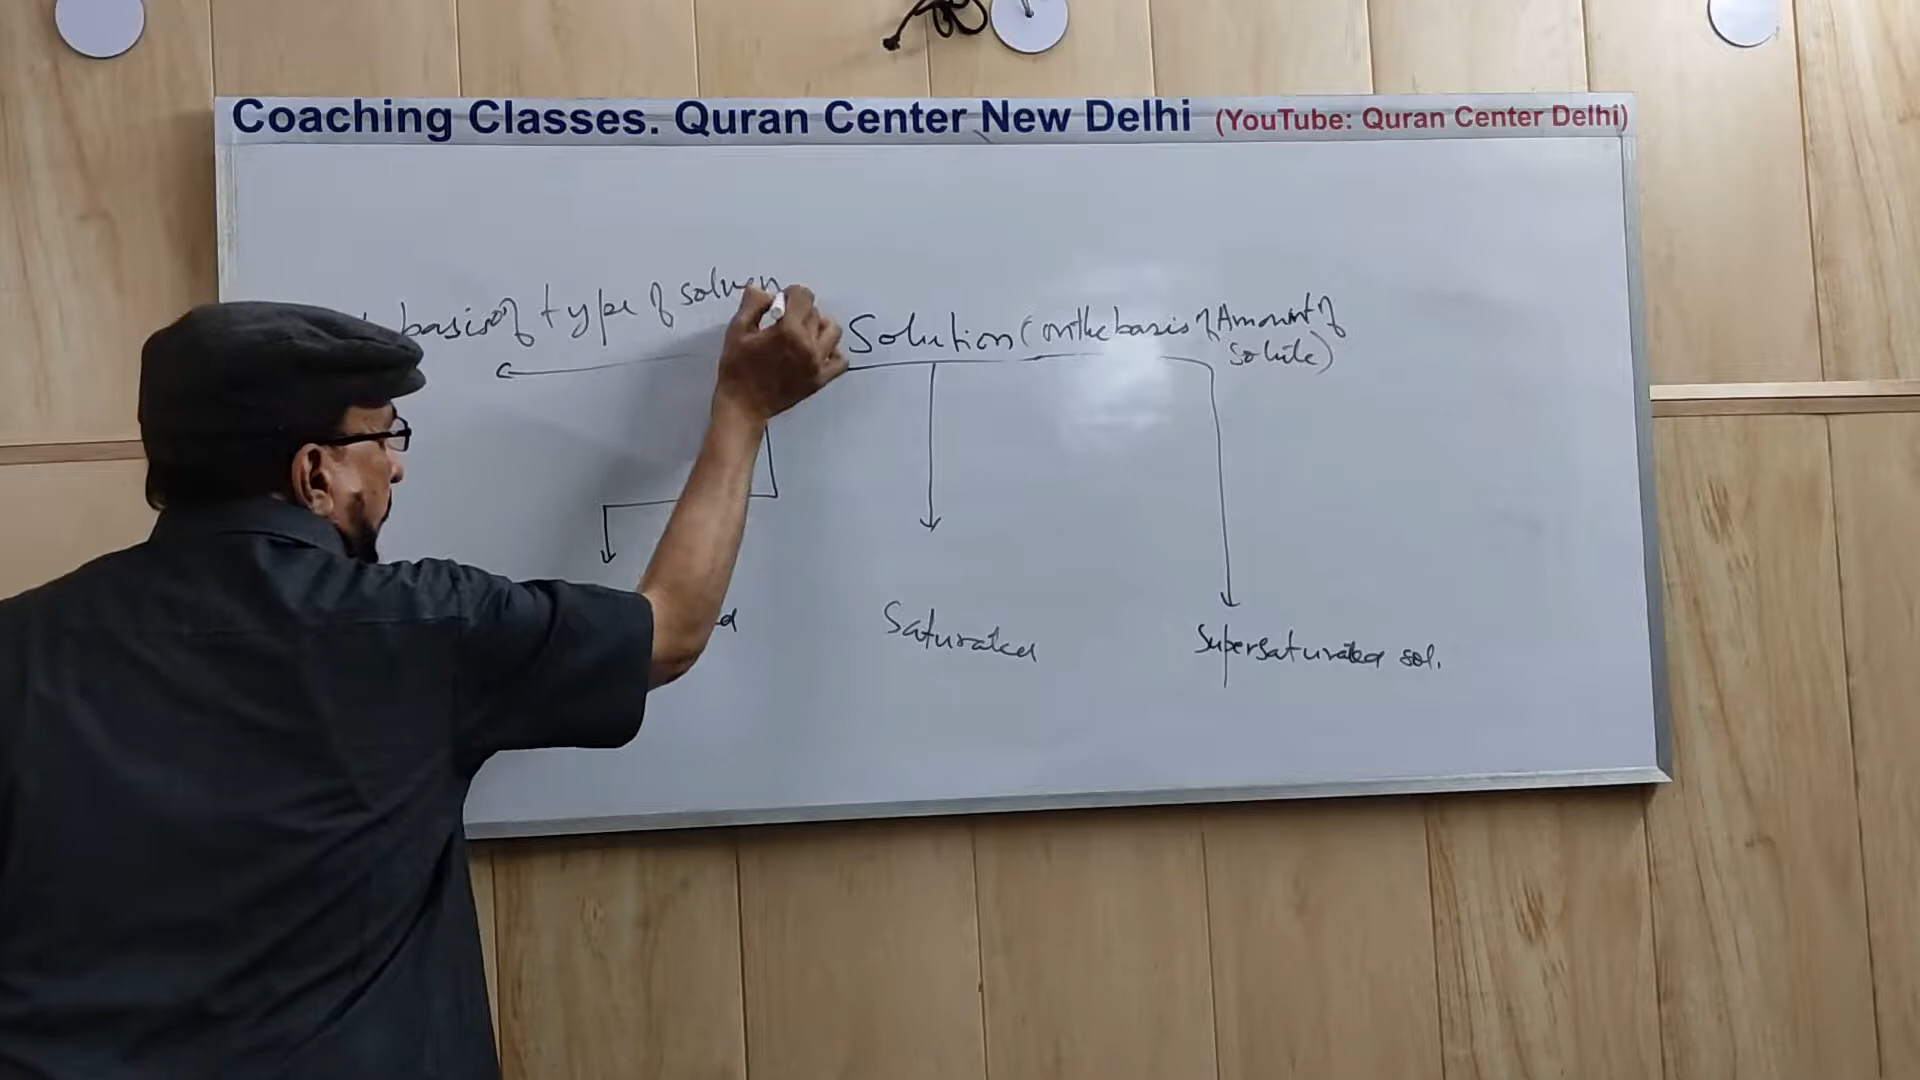 Coaching Classes. Quran Center New Delhi (YouTube: Quran Center Delhi)
basis of type of solven
Solution (on the basis of Amount of
solute)
Saturated
Supersaturated sol.